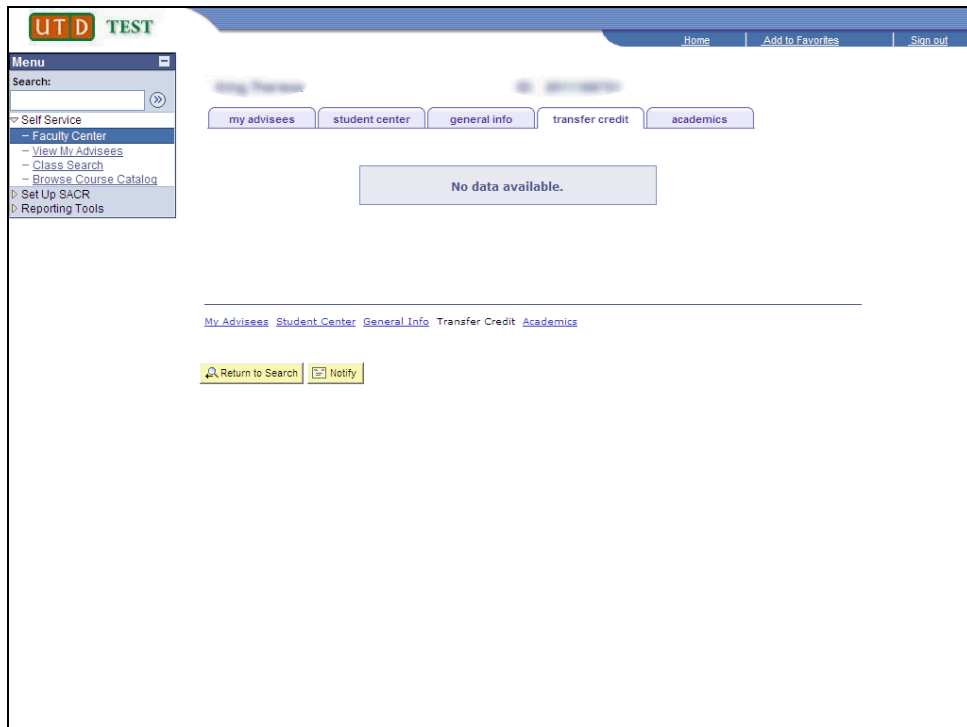 UTD TEST
Home Add to Favorites Sign out
Menu
Search:
Self Service
– Faculty Center
– View My Advisees
– Class Search
– Browse Course Catalog
Set Up SACR
Reporting Tools
ID:
my advisees student center general info transfer credit academics
No data available.
My Advisees Student Center General Info Transfer Credit Academics
Return to Search Notify